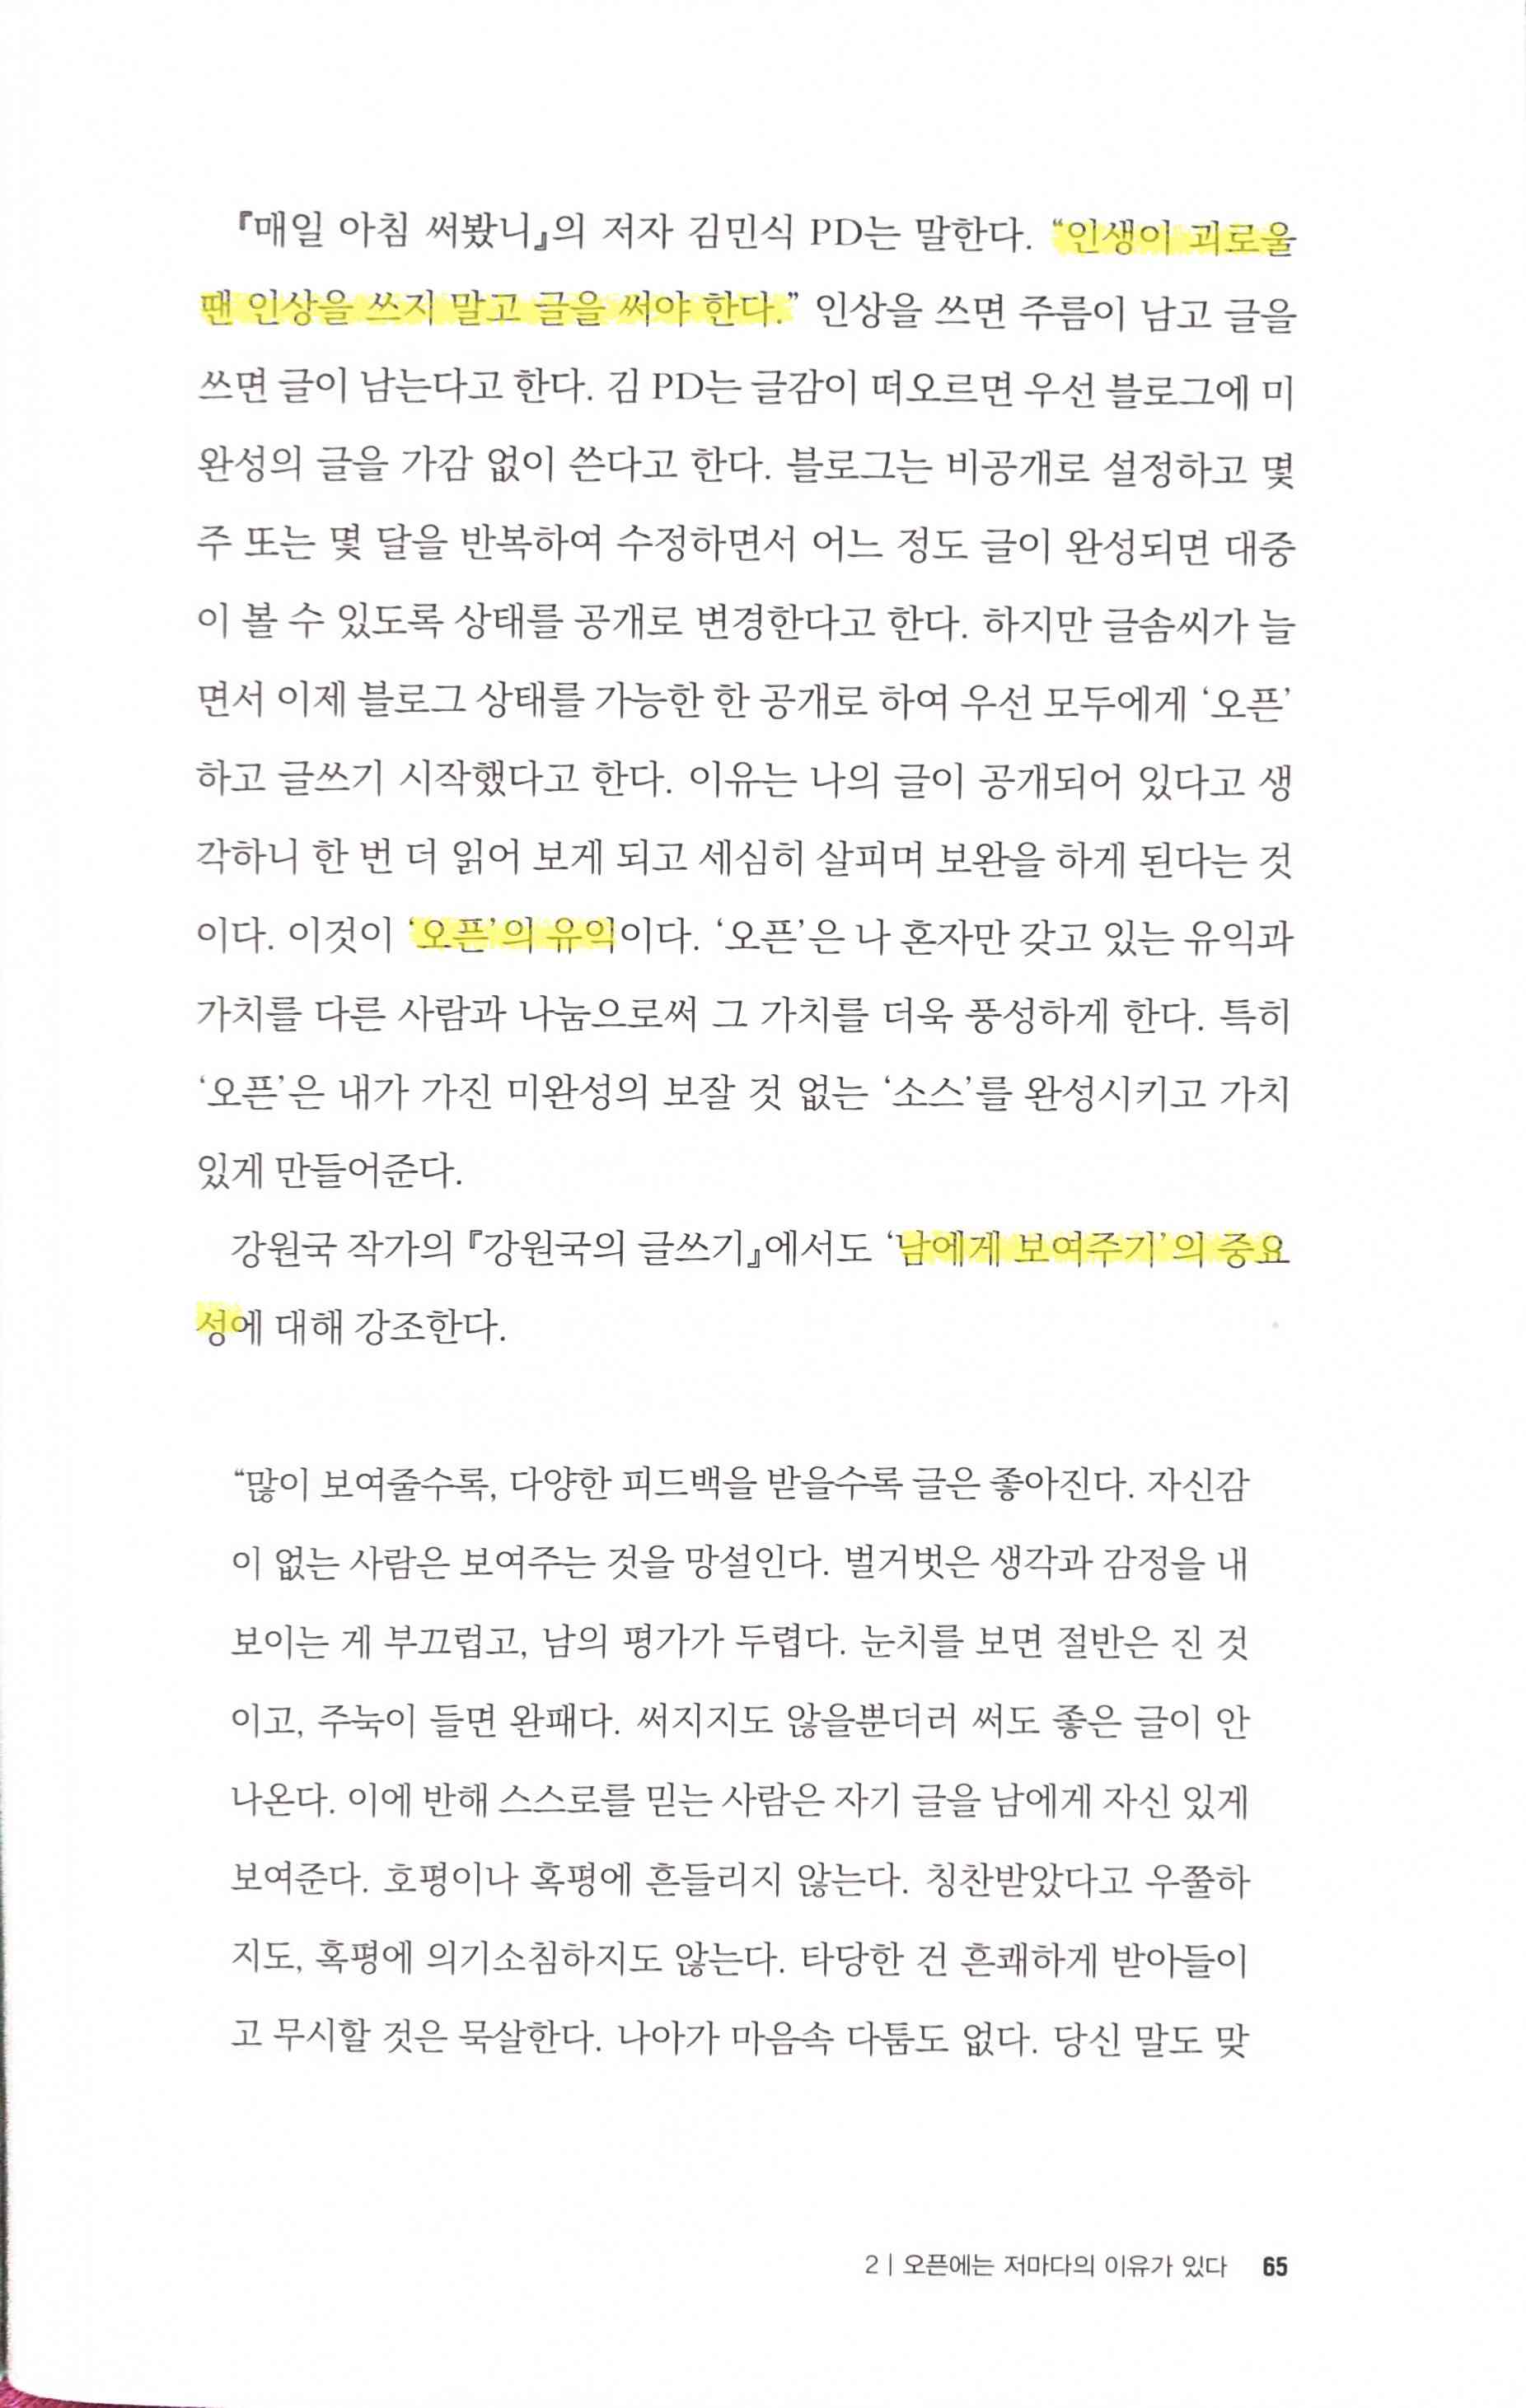 『매일 아침 써봤니』의 저자 김민식 PD는 말한다. “인생이 괴로울
땐 인상을 쓰지 말고 글을 써야 한다.” 인상을 쓰면 주름이 남고 글을
쓰면 글이 남는다고 한다. 김 PD는 글감이 떠오르면 우선 블로그에 미
완성의 글을 가감 없이 쓴다고 한다. 블로그는 비공개로 설정하고 몇
주 또는 몇 달을 반복하여 수정하면서 어느 정도 글이 완성되면 대중
이 볼 수 있도록 상태를 공개로 변경한다고 한다. 하지만 글솜씨가 늘
면서 이제 블로그 상태를 가능한 한 공개로 하여 우선 모두에게 ‘오픈’
하고 글쓰기 시작했다고 한다. 이유는 나의 글이 공개되어 있다고 생
각하니 한 번 더 읽어 보게 되고 세심히 살피며 보완을 하게 된다는 것
이다. 이것이 ‘오픈’의 유익이다. ‘오픈’은 나 혼자만 갖고 있는 유익과
가치를 다른 사람과 나눔으로써 그 가치를 더욱 풍성하게 한다. 특히
‘오픈’은 내가 가진 미완성의 보잘 것 없는 ‘소스’를 완성시키고 가치
있게 만들어준다.
강원국 작가의 『강원국의 글쓰기』에서도 ‘남에게 보여주기’의 중요
성에 대해 강조한다.
“많이 보여줄수록, 다양한 피드백을 받을수록 글은 좋아진다. 자신감
이 없는 사람은 보여주는 것을 망설인다. 벌거벗은 생각과 감정을 내
보이는 게 부끄럽고, 남의 평가가 두렵다. 눈치를 보면 절반은 진 것
이고, 주눅이 들면 완패다. 써지지도 않을뿐더러 써도 좋은 글이 안
나온다. 이에 반해 스스로를 믿는 사람은 자기 글을 남에게 자신 있게
보여준다. 호평이나 혹평에 흔들리지 않는다. 칭찬받았다고 우쭐하
지도, 혹평에 의기소침하지도 않는다. 타당한 건 흔쾌하게 받아들이
고 무시할 것은 묵살한다. 나아가 마음속 다툼도 없다. 당신 말도 맞
2 | 오픈에는 저마다의 이유가 있다 65